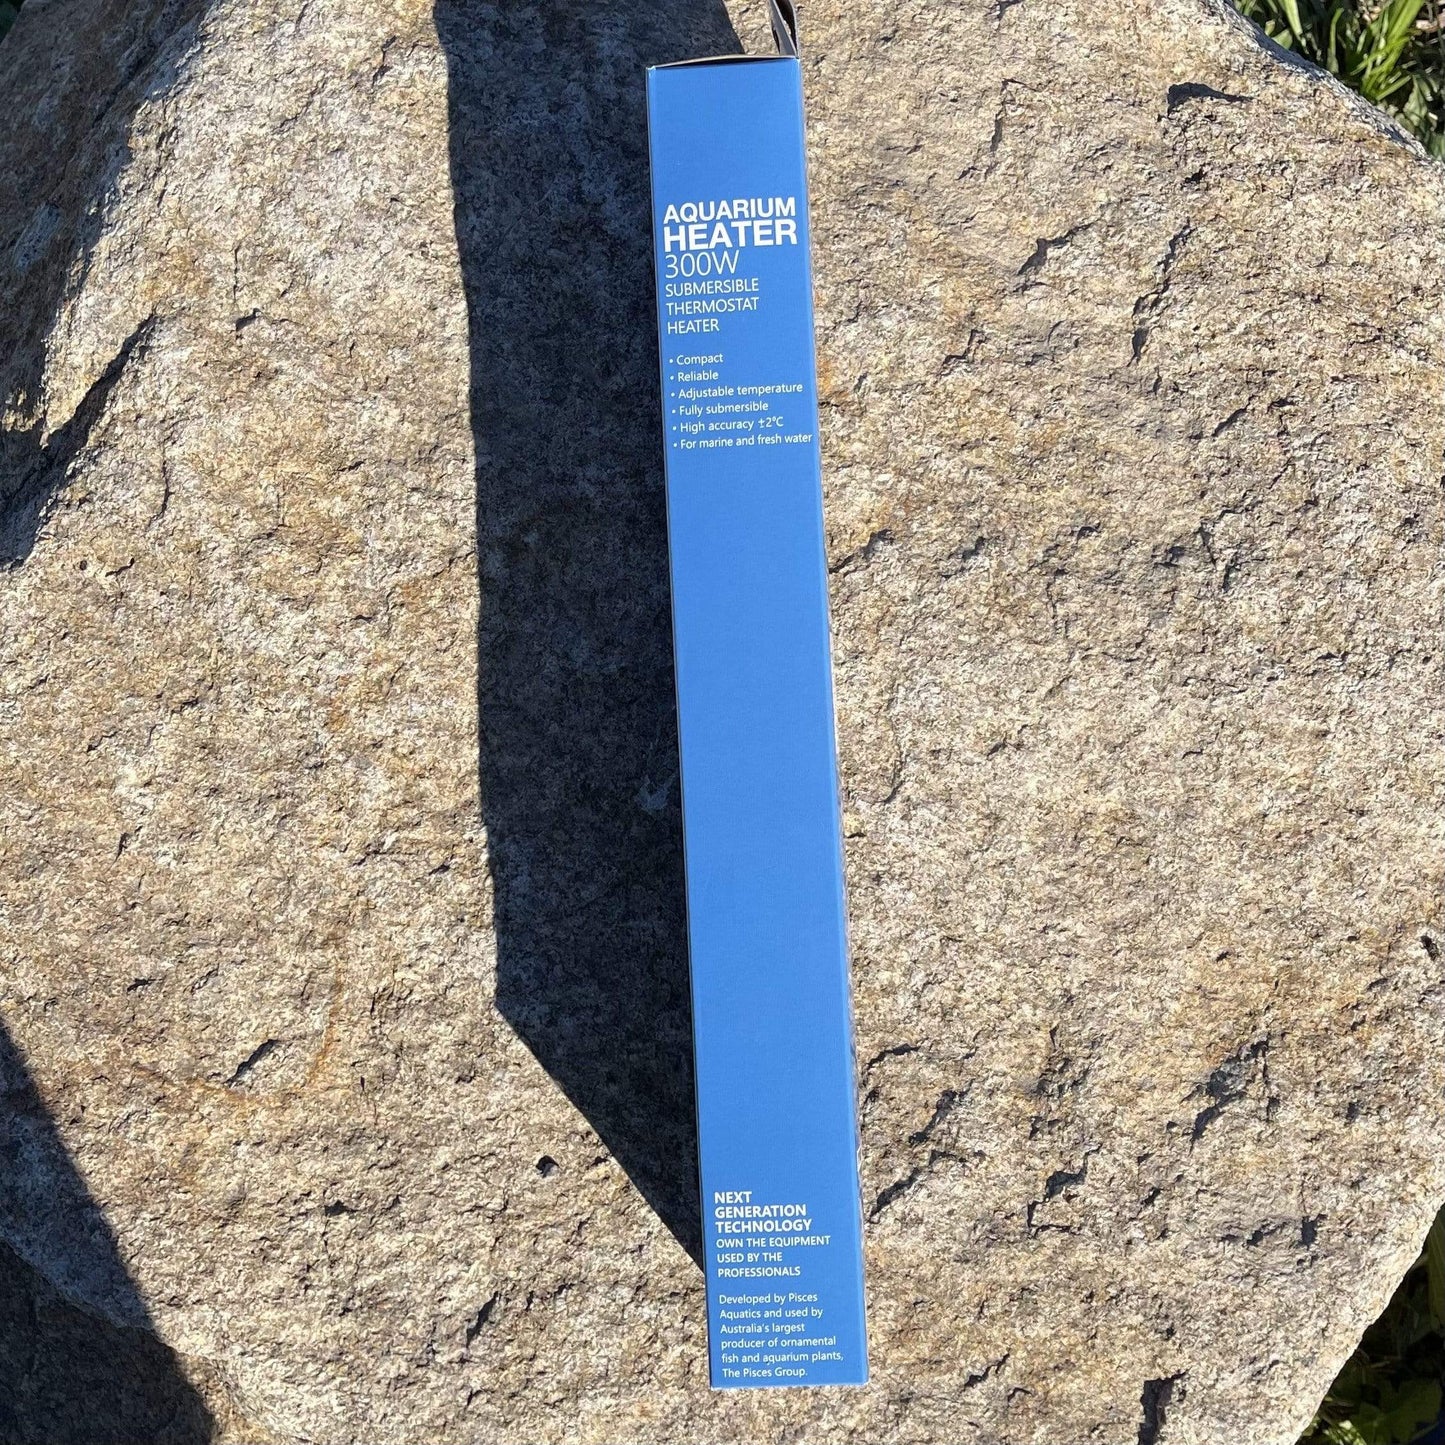 AQUARIUM
HEATER
300W
SUBMERSIBLE
THERMOSTAT
HEATER
• Compact
• Reliable
• Adjustable temperature
• Fully submersible
• High accuracy ±2°C
• For marine and fresh water
NEXT
GENERATION
TECHNOLOGY
OWN THE EQUIPMENT
USED BY THE
PROFESSIONALS
Developed by Pisces
Aquatics and used by
Australia's largest
producer of ornamental
fish and aquarium plants,
The Pisces Group.